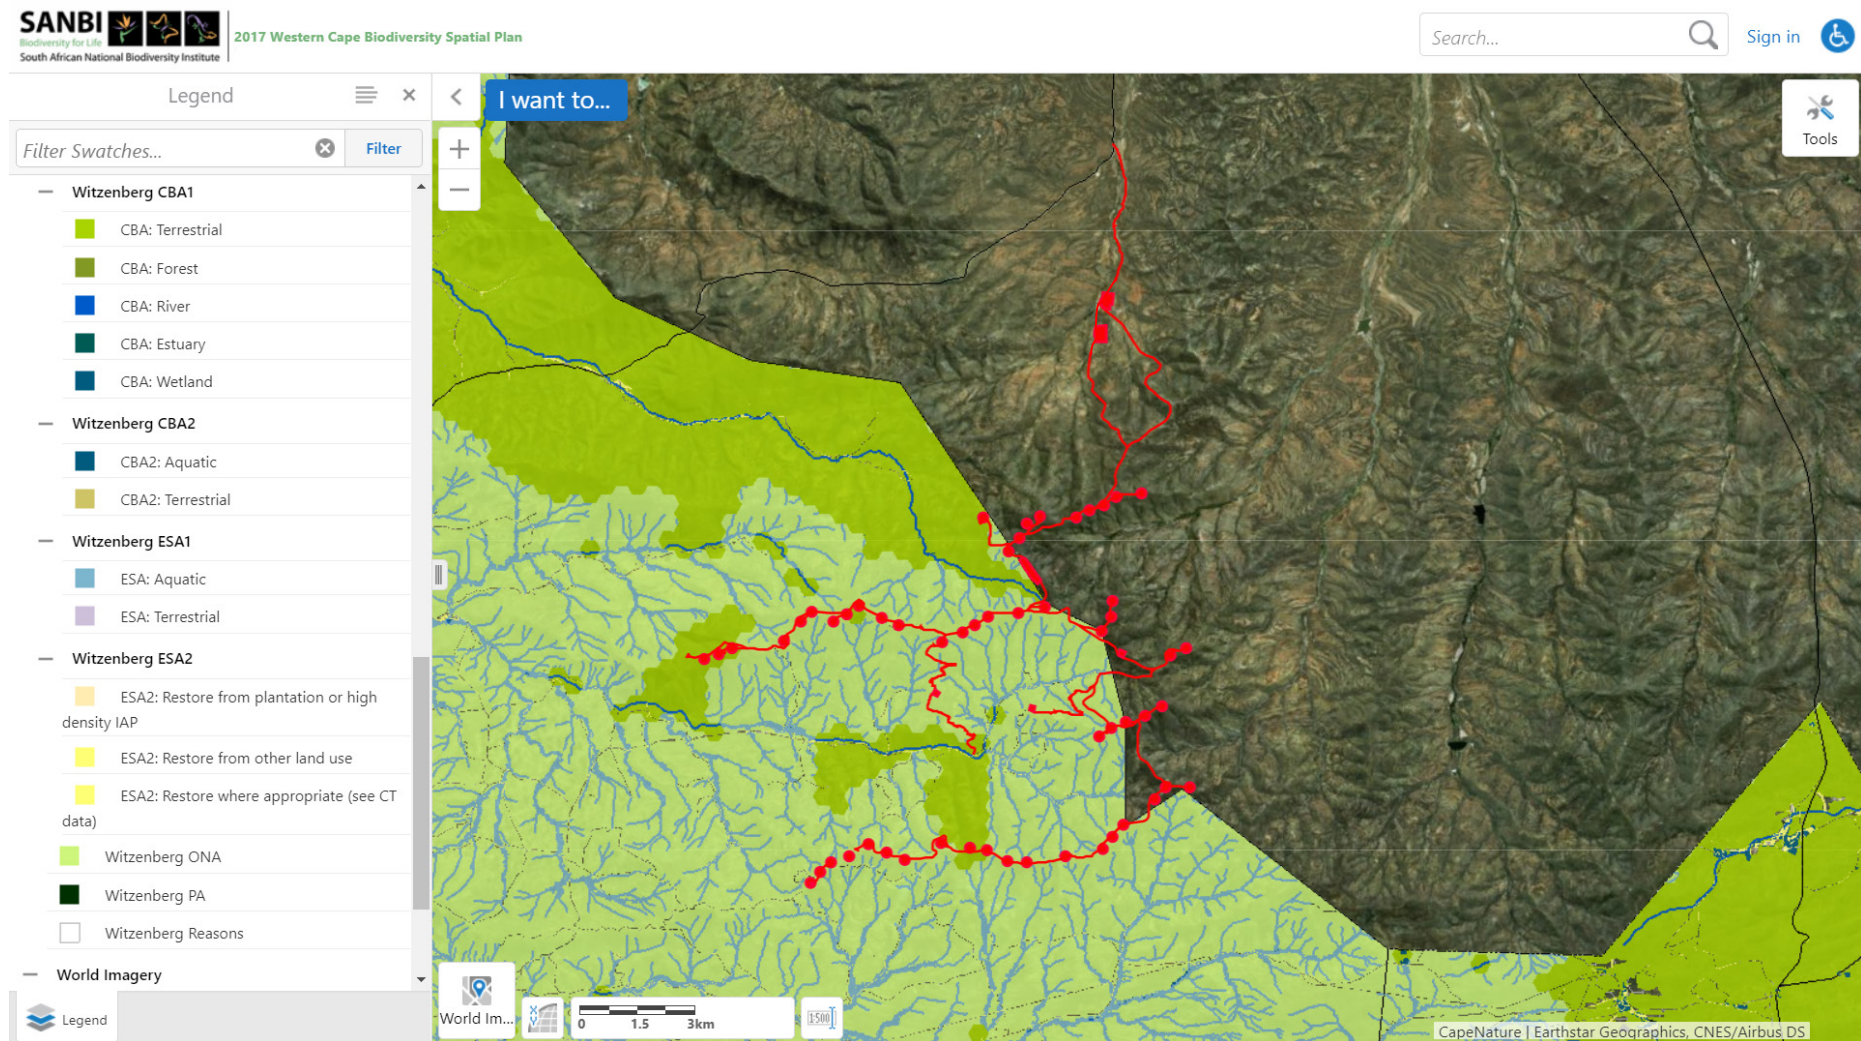 SANBI
Biodiversity for Life
South African National Biodiversity Institute
2017 Western Cape Biodiversity Spatial Plan
Search...
Sign in
Legend
I want to...
Tools
Filter Swatches...
Filter
Witzenberg CBA1
CBA: Terrestrial
CBA: Forest
CBA: River
CBA: Estuary
CBA: Wetland
Witzenberg CBA2
CBA2: Aquatic
CBA2: Terrestrial
Witzenberg ESA1
ESA: Aquatic
ESA: Terrestrial
Witzenberg ESA2
ESA2: Restore from plantation or high
density IAP
ESA2: Restore from other land use
ESA2: Restore where appropriate (see CT
data)
Witzenberg ONA
Witzenberg PA
Witzenberg Reasons
World Imagery
Legend
World Im...
X
Y
0 1.5 3km
1:500
CapeNature | Earthstar Geographics, CNES/Airbus DS